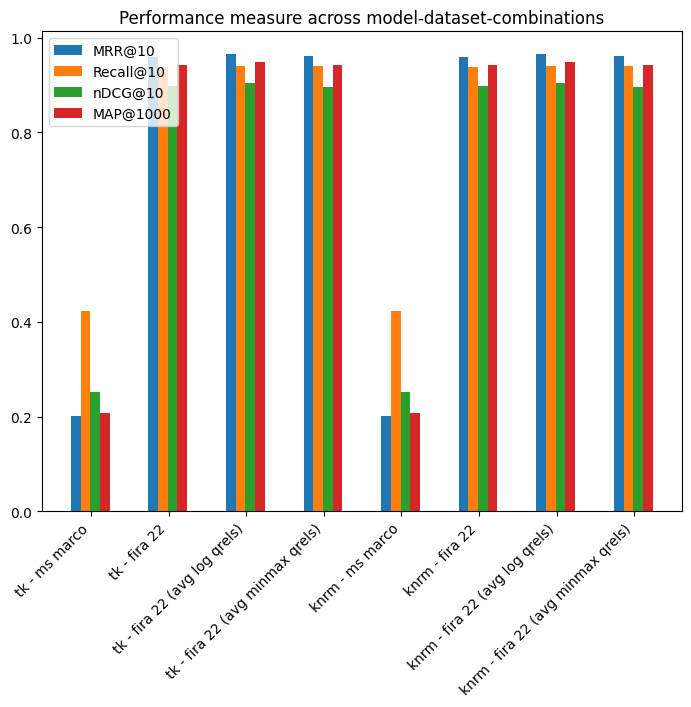 Performance measure across model-dataset-combinations
MRR@10
Recall@10
nDCG@10
MAP@1000
1.0
0.8
0.6
0.4
0.2
0.0
tk - ms marco
tk - fira 22
tk - fira 22 (avg log qrels)
tk - fira 22 (avg minmax qrels)
knrm - ms marco
knrm - fira 22
knrm - fira 22 (avg log qrels)
knrm - fira 22 (avg minmax qrels)